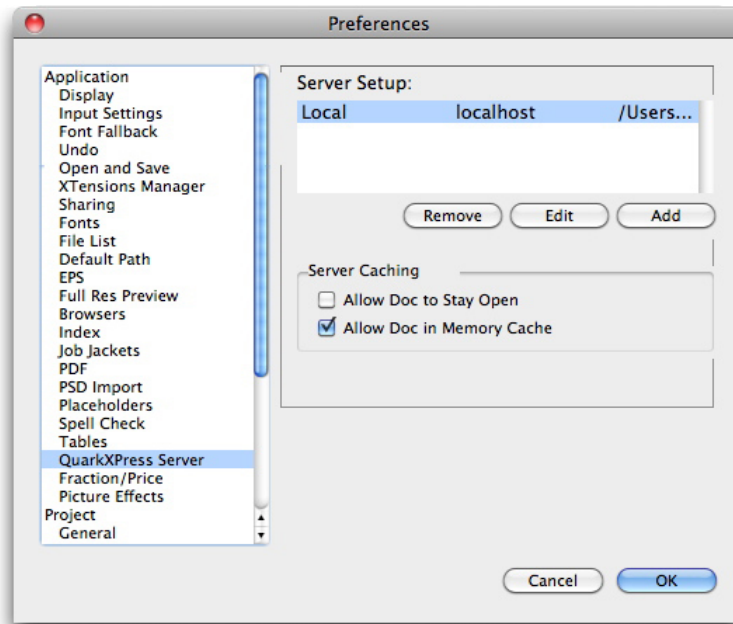 Preferences
Application
Display
Input Settings
Font Fallback
Undo
Open and Save
XTensions Manager
Sharing
Fonts
File List
Default Path
EPS
Full Res Preview
Browsers
Index
Job Jackets
PDF
PSD Import
Placeholders
Spell Check
Tables
QuarkXPress Server
Fraction/Price
Picture Effects
Project
General
Server Setup:
Local localhost /Users...
Remove Edit Add
Server Caching
Allow Doc to Stay Open
Allow Doc in Memory Cache
Cancel OK